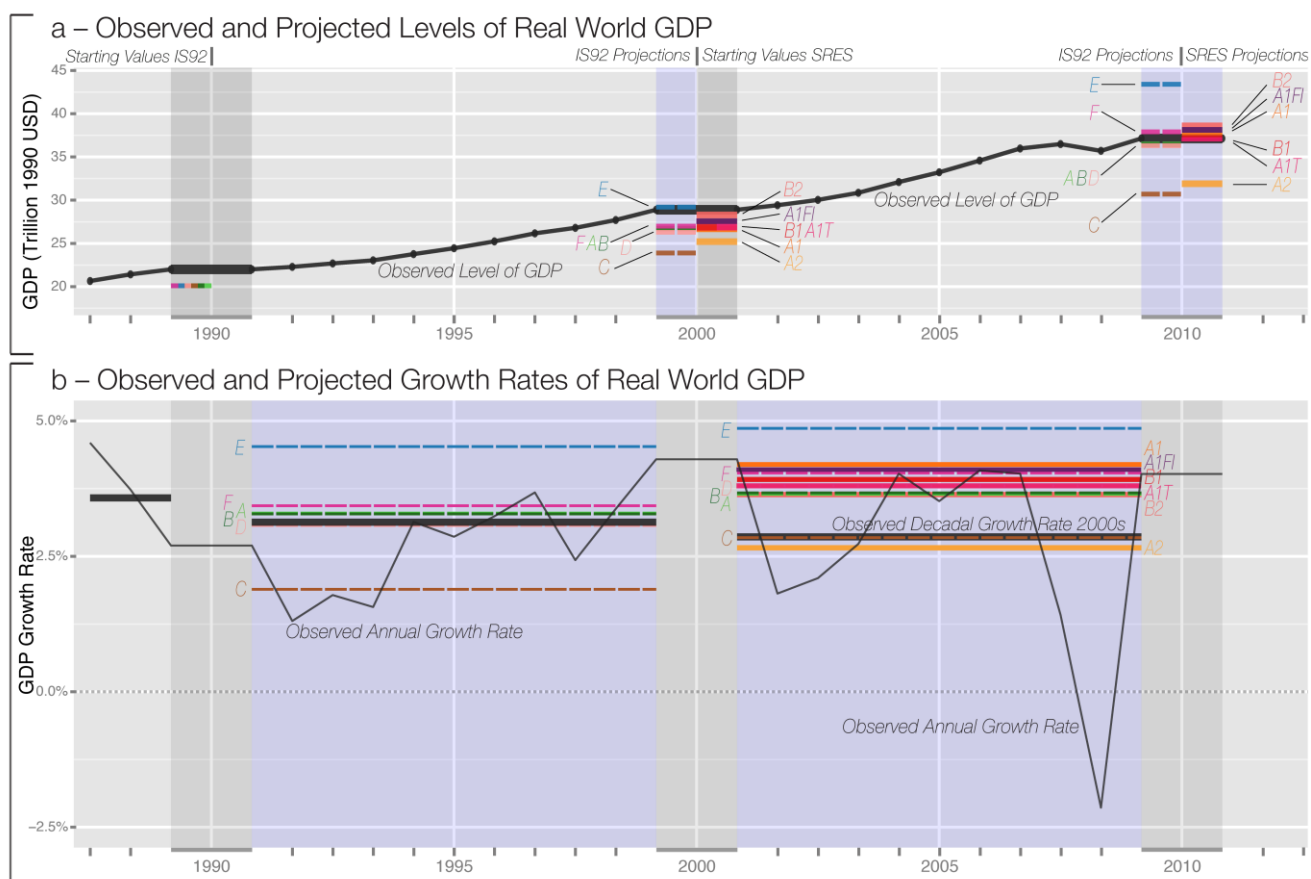 a – Observed and Projected Levels of Real World GDP
Starting Values IS92
IS92 Projections
Starting Values SRES
IS92 Projections
SRES Projections
GDP (Trillion 1990 USD)
45
40
35
30
25
20
E
F A B D
C
B2
A1FI
B1 A1T
A1
A2
E
F
A B D
C
B2
A1FI
A1
B1
A1T
A2
Observed Level of GDP
Observed Level of GDP
1990
1995
2000
2005
2010
b – Observed and Projected Growth Rates of Real World GDP
GDP Growth Rate
5.0%
2.5%
0.0%
−2.5%
E
F
A
B
D
C
E
F
D
B
A
C
A1
A1FI
B1
A1T
B2
A2
Observed Decadal Growth Rate 2000s
Observed Annual Growth Rate
Observed Annual Growth Rate
1990
1995
2000
2005
2010